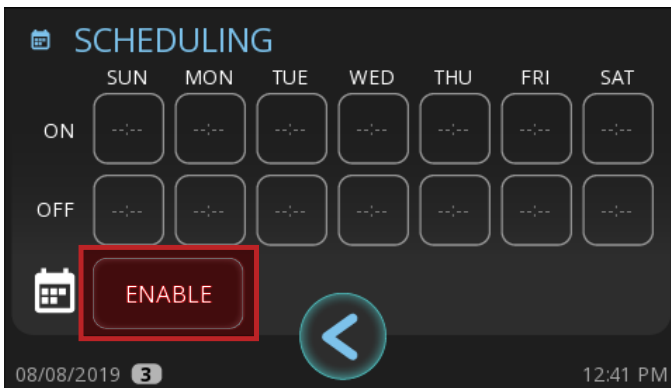 SCHEDULING
SUN MON TUE WED THU FRI SAT
ON --:-- --:-- --:-- --:-- --:-- --:-- --:--
OFF --:-- --:-- --:-- --:-- --:-- --:-- --:--
ENABLE
08/08/2019 3 12:41 PM